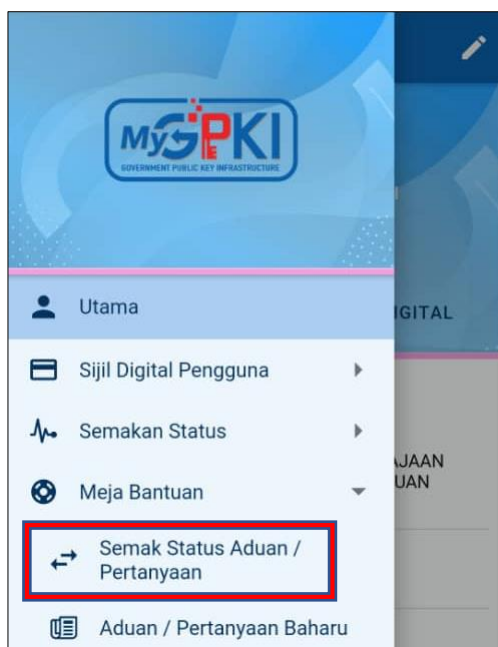 MyGPKI
GOVERNMENT PUBLIC KEY INFRASTRUCTURE
Utama
IGITAL
Sijil Digital Pengguna
Semakan Status
AJAAN
UAN
Meja Bantuan
Semak Status Aduan /
Pertanyaan
Aduan / Pertanyaan Baharu